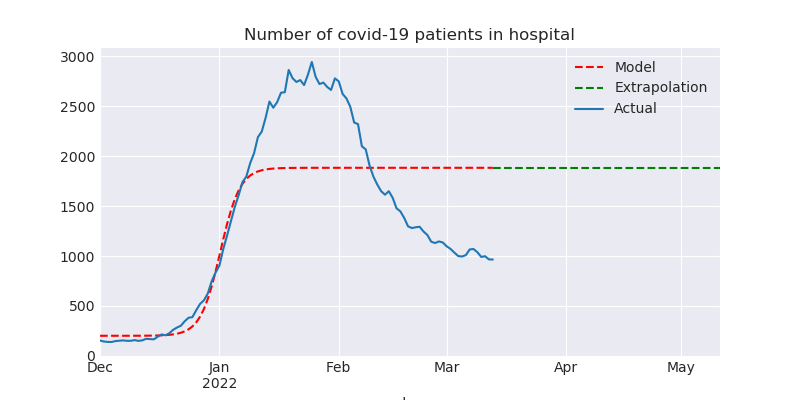 Number of covid-19 patients in hospital
3000
2500
2000
1500
1000
500
0
Model
Extrapolation
Actual
Dec
Jan
2022
Feb
Mar
Apr
May